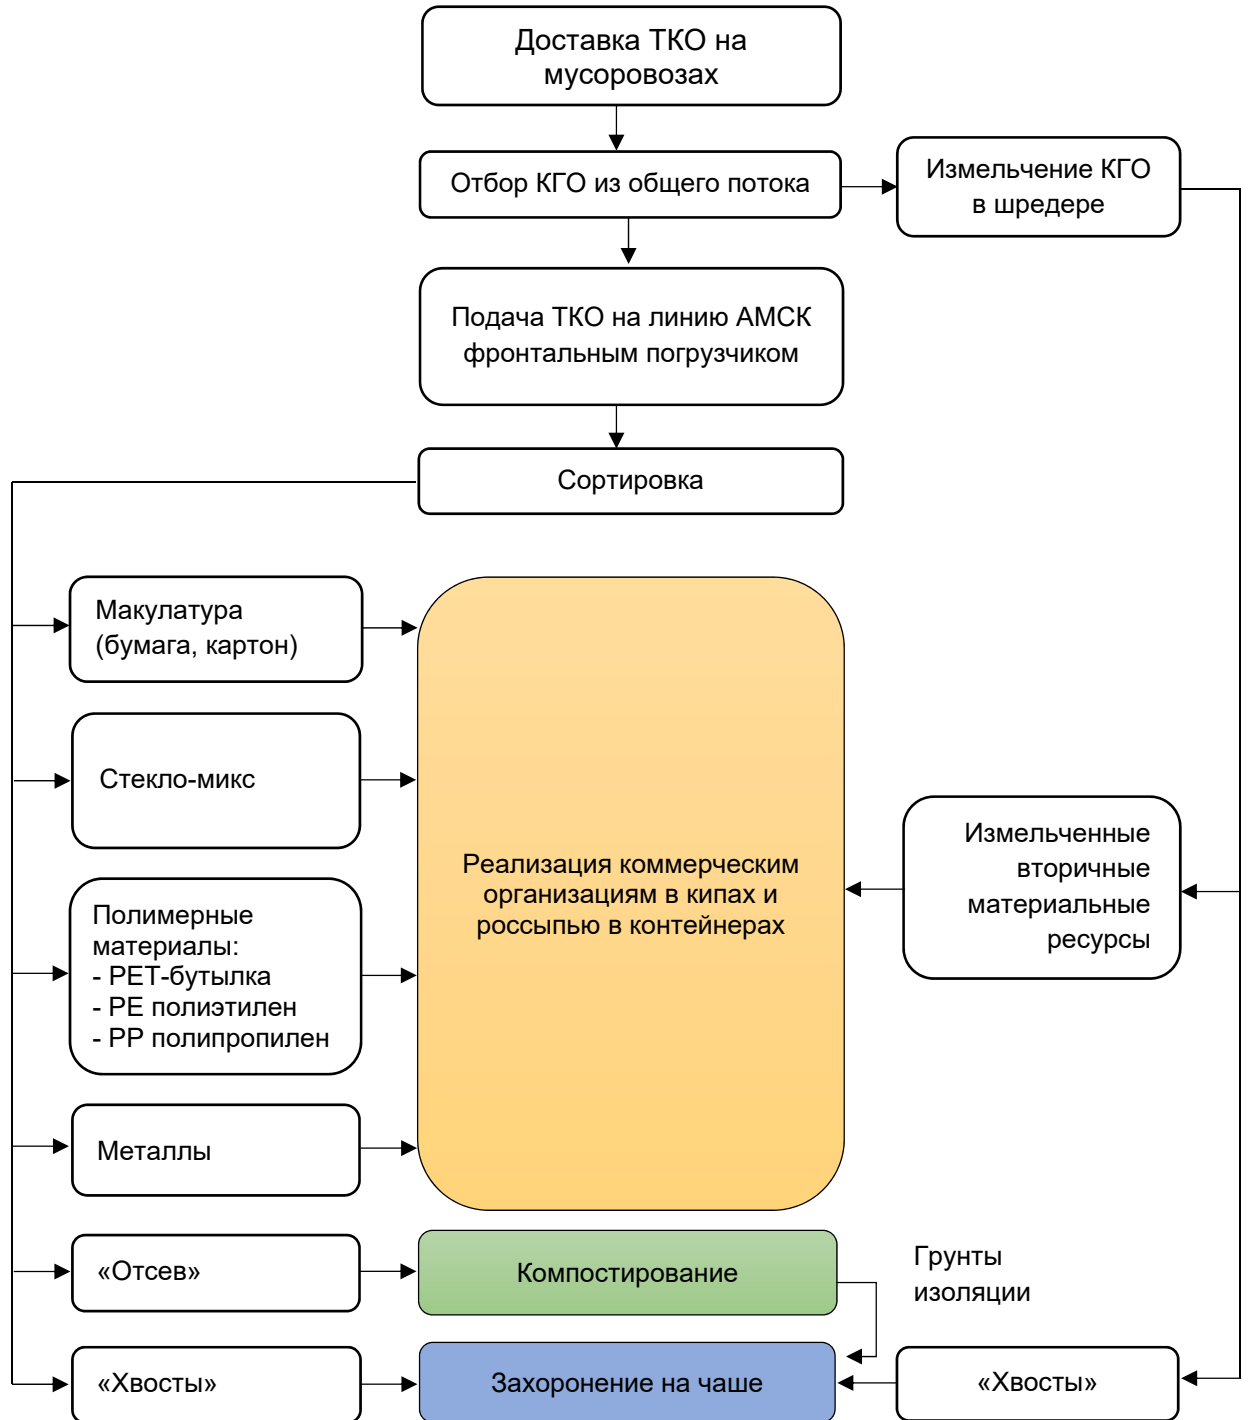 Доставка ТКО на
мусоровозах
Отбор КГО из общего потока
Измельчение КГО
в шредере
Подача ТКО на линию АМСК
фронтальным погрузчиком
Сортировка
Макулатура
(бумага, картон)
Стекло-микс
Полимерные
материалы:
- PET-бутылка
- PE полиэтилен
- PP полипропилен
Металлы
Реализация коммерческим
организациям в кипах и
россыпью в контейнерах
Измельченные
вторичные
материальные
ресурсы
«Отсев»
Компостирование
Грунты
изоляции
«Хвосты»
Захоронение на чаше
«Хвосты»